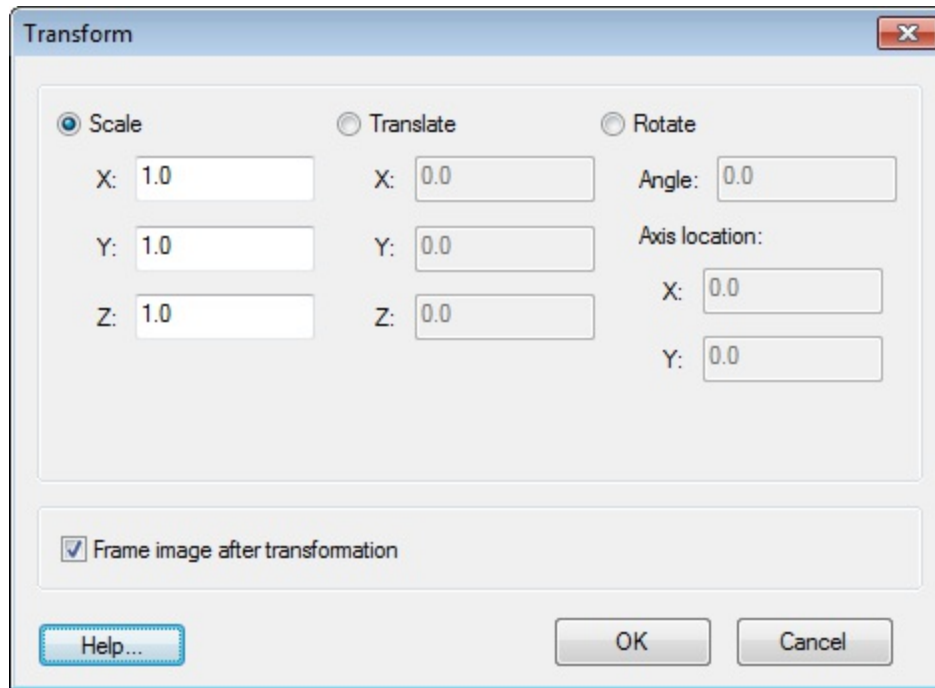 Transform
Scale Translate Rotate
X: 1.0 X: 0.0 Angle: 0.0
Y: 1.0 Y: 0.0 Axis location:
Z: 1.0 Z: 0.0 X: 0.0
Y: 0.0
Frame image after transformation
Help... OK Cancel